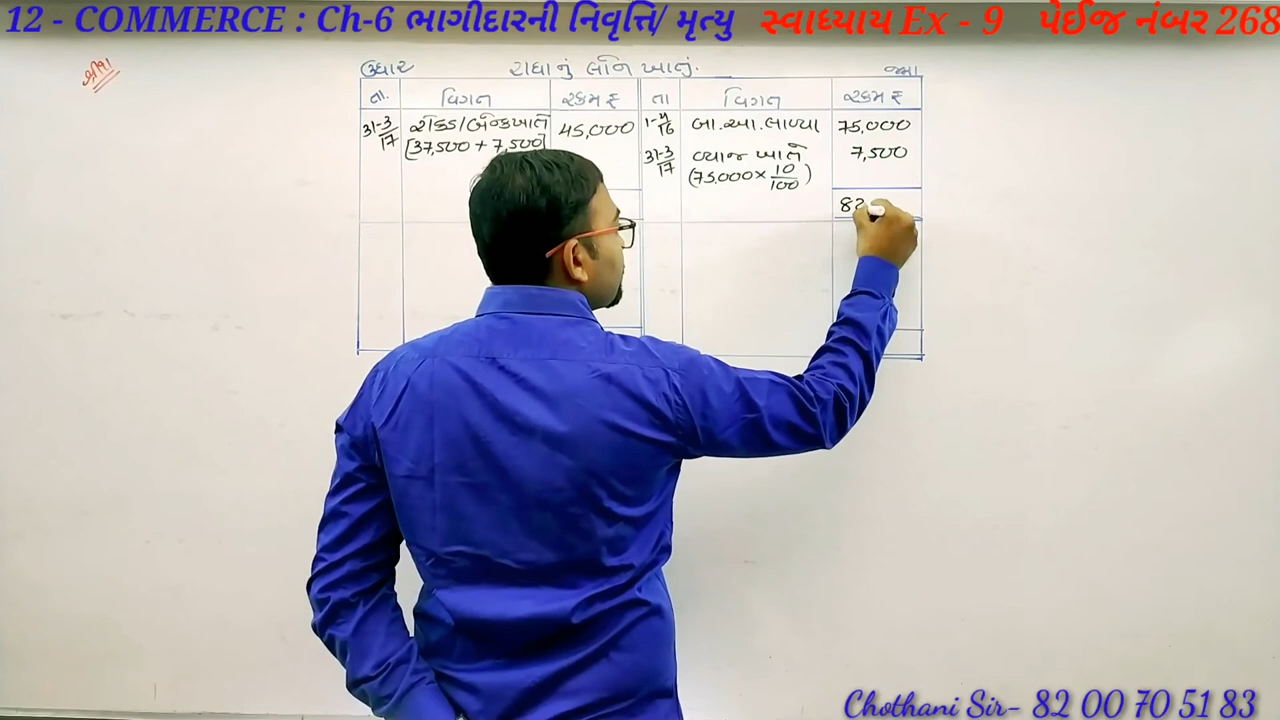 12 - COMMERCE : Ch-6 ભાગીદારની નિવૃત્તિ/ મૃત્યુ સ્વાધ્યાય Ex - 9 પેઈજ નંબર 268
શ્રીજી
ઉધાર રાધાનું લોન ખાતું. જમા
તા. વિગત રકમ ₹ તા વિગત રકમ ₹
31-3/17 રોકડ/બેન્ક ખાતે 45,000 1-4/16 બા.આ.લાવ્યા 75,000
[37,500 + 7,500] 31-3/17 વ્યાજ ખાતે 7,500
(75,000 × 10/100)
82
Chothani Sir- 82 00 70 51 83